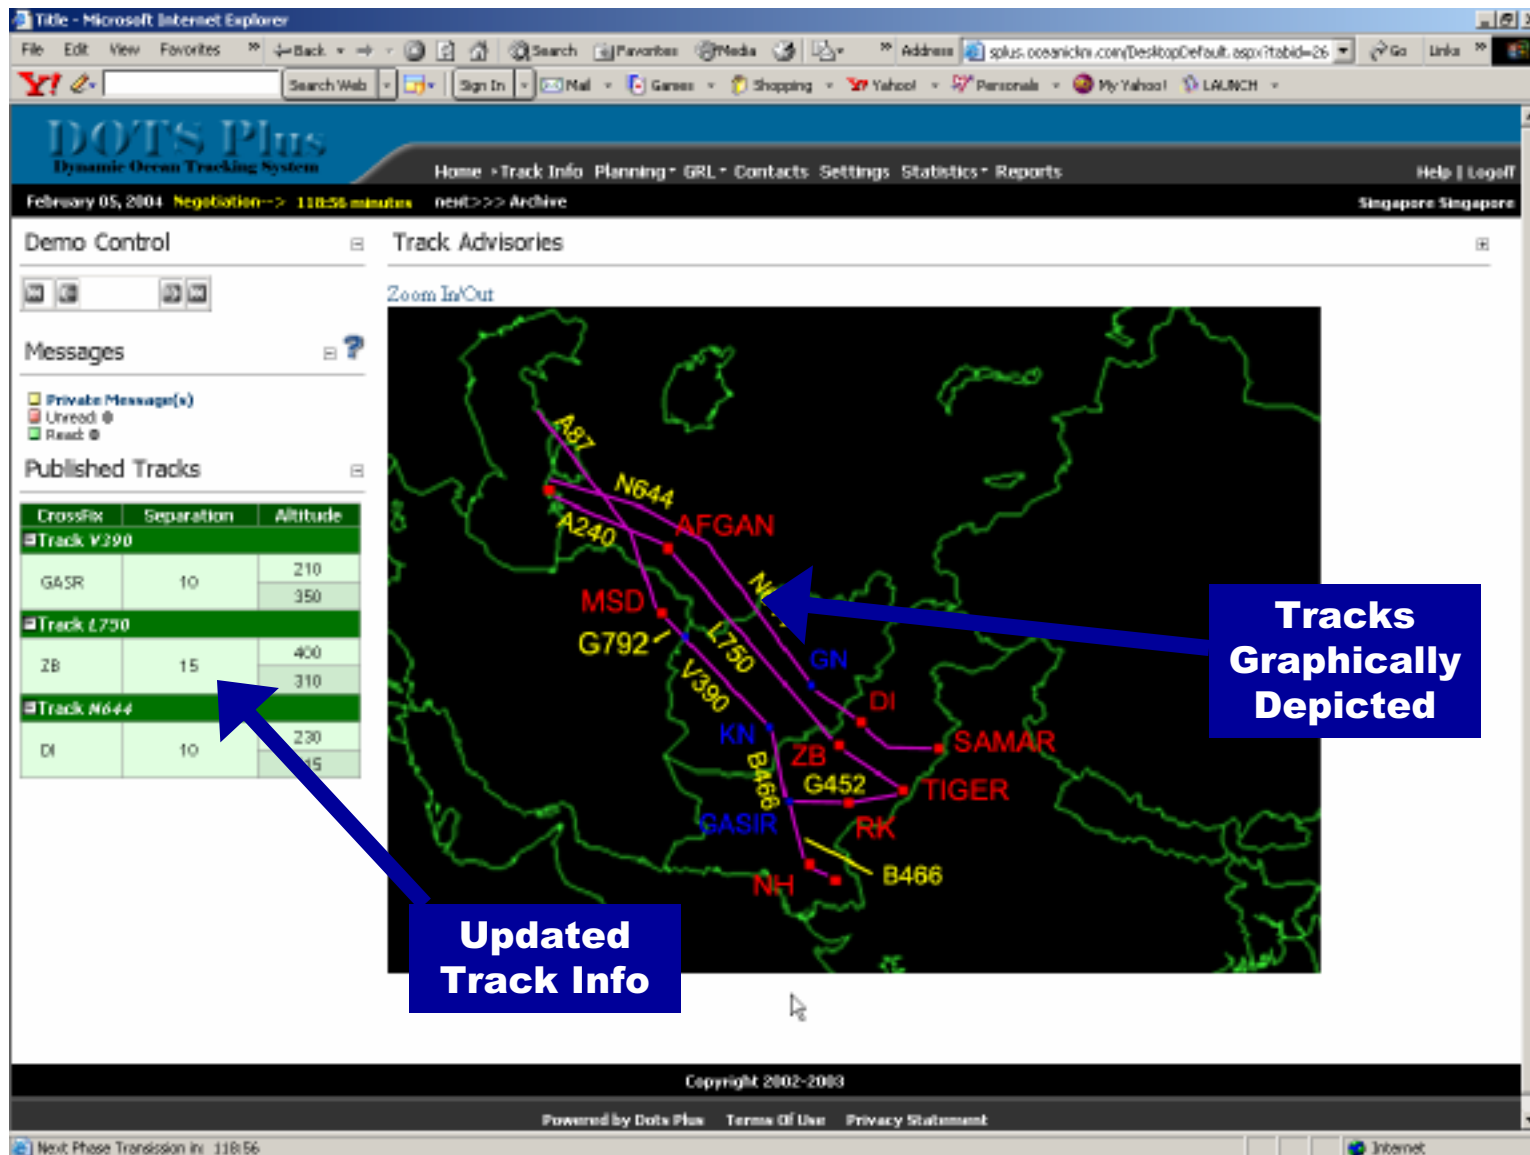 Title - Microsoft Internet Explorer
File Edit View Favorites » Back Search Favorites Media » Address splus.oceanickm.com/DesktopDefault.aspx?tabid=26 Go Links »
Y! Search Web Sign In Mail Games Shopping Yahoo! Personals My Yahoo! LAUNCH
DOTS Plus
Dynamic Ocean Tracking System
Home Track Info Planning GRL Contacts Settings Statistics Reports Help | Logoff
February 05, 2004 Negotiation--> 118:56 minutes next>>> Archive Singapore Singapore
Demo Control
Track Advisories
Zoom In/Out
Messages ?
Private Message(s)
Unread: 0
Read: 0
Published Tracks
CrossFix Separation Altitude
Track V390
GASR 10 210
350
Track L750
ZB 15 400
310
Track N644
DI 10 230
A87
N644
A240
AFGAN
MSD
G792
L750
V390
GN
DI
KN
ZB
SAMAR
B466
G452
TIGER
GASIR
RK
NH
B466
Tracks
Graphically
Depicted
Updated
Track Info
Copyright 2002-2003
Powered by Dots Plus Terms Of Use Privacy Statement
Next Phase Transission in: 118:56 Internet